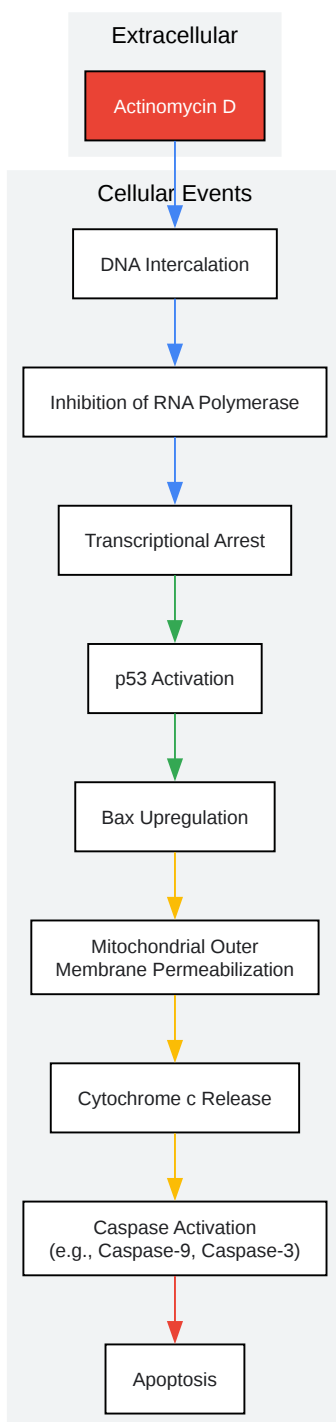 Extracellular
Actinomycin D
Cellular Events
DNA Intercalation
Inhibition of RNA Polymerase
Transcriptional Arrest
p53 Activation
Bax Upregulation
Mitochondrial Outer
Membrane Permeabilization
Cytochrome c Release
Caspase Activation
(e.g., Caspase-9, Caspase-3)
Apoptosis